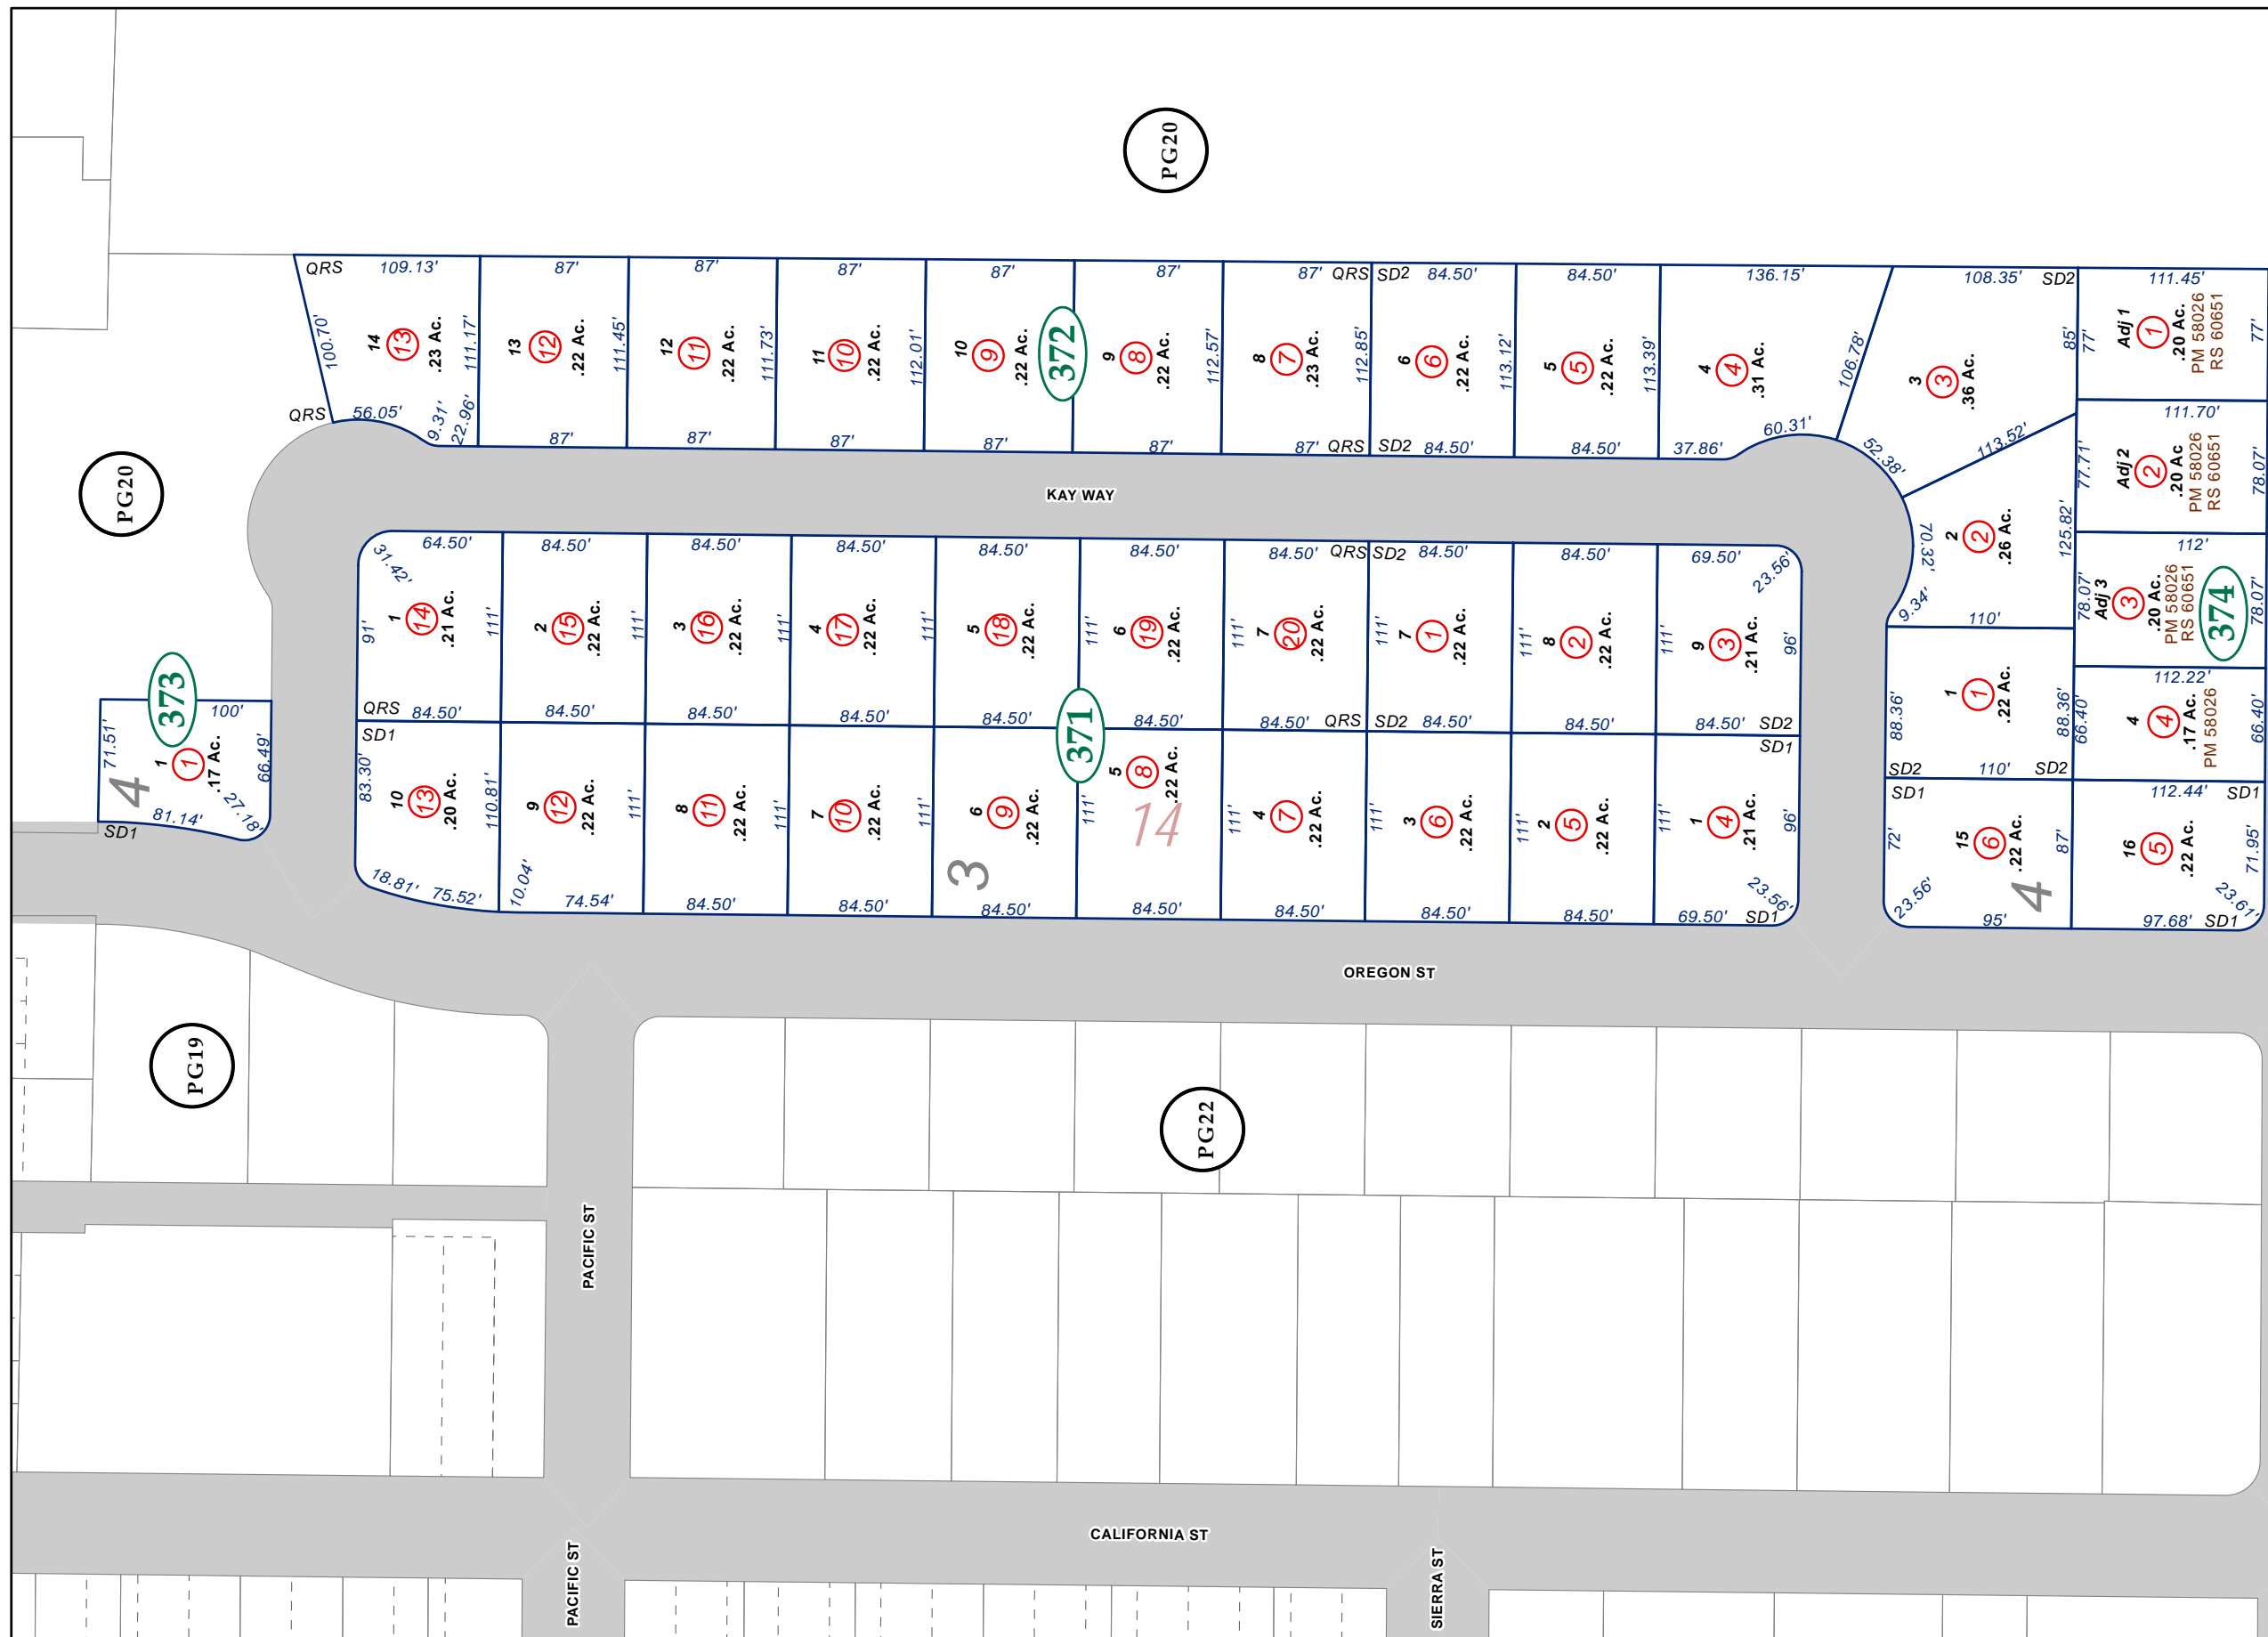 PG20
QRS 109.13' 87' 87' 87' 87' 87' 87' QRS SD2 84.50' 84.50' 136.15' 108.35' SD2 111.45'
100.70'
14
13
.23 Ac.
111.17'
13
12
.22 Ac.
111.45'
12
11
.22 Ac.
111.73'
11
10
.22 Ac.
112.01'
10
9
.22 Ac.
372
9
8
.22 Ac.
112.57'
8
7
.23 Ac.
112.85'
6
6
.22 Ac.
113.12'
5
5
.22 Ac.
113.39'
4
4
.31 Ac.
106.78'
3
3
.36 Ac.
85'
77'
Adj 1
1
.20 Ac.
PM 58026
RS 60651
77'
QRS 56.05' 9.31' 22.96' 87' 87' 87' 87' 87' 87' QRS SD2 84.50' 84.50' 37.86' 60.31' 52.38' 113.52'
111.70'
77.71'
Adj 2
2
.20 Ac
PM 58026
RS 60651
78.07'
PG20
KAY WAY
70.32'
9.34'
2
2
.26 Ac.
125.82'
110'
112'
78.07'
Adj 3
3
.20 Ac.
PM 58026
RS 60651
374
78.07'
31.42' 64.50' 84.50' 84.50' 84.50' 84.50' 84.50' 84.50' QRS SD2 84.50' 84.50' 69.50' 23.56'
91'
1
14
.21 Ac.
111'
2
15
.22 Ac.
111'
3
16
.22 Ac.
111'
4
17
.22 Ac.
111'
5
18
.22 Ac.
111'
6
19
.22 Ac.
111'
7
20
.22 Ac.
111'
7
1
.22 Ac.
111'
8
2
.22 Ac.
111'
9
3
.21 Ac.
96'
QRS 84.50' 84.50' 84.50' 84.50' 84.50' 84.50' 84.50' QRS SD2 84.50' 84.50' 84.50' SD2
371
373
100'
71.51'
1
1
.17 Ac.
66.49'
4
81.14'
27.18'
SD1
88.36'
1
1
.22 Ac.
88.36'
SD2 110' SD2
112.22'
66.40'
4
4
.17 Ac.
PM 58026
66.40'
SD1
SD1
83.30'
10
13
.20 Ac.
110.81'
9
12
.22 Ac.
111'
8
11
.22 Ac.
111'
7
10
.22 Ac.
111'
6
9
.22 Ac.
111'
3
5
8
.22 Ac.
14
111'
4
7
.22 Ac.
111'
3
6
.22 Ac.
111'
2
5
.22 Ac.
111'
1
4
.21 Ac.
96'
18.81' 75.52' 10.04' 74.54' 84.50' 84.50' 84.50' 84.50' 84.50' 84.50' 84.50' 69.50' SD1 23.56'
SD1
72'
15
6
.22 Ac.
87'
4
23.56' 95'
112.44' SD1
16
5
.22 Ac.
71.95'
97.68' SD1 23.61'
OREGON ST
PG19
PG22
PACIFIC ST
CALIFORNIA ST
PACIFIC ST
SIERRA ST